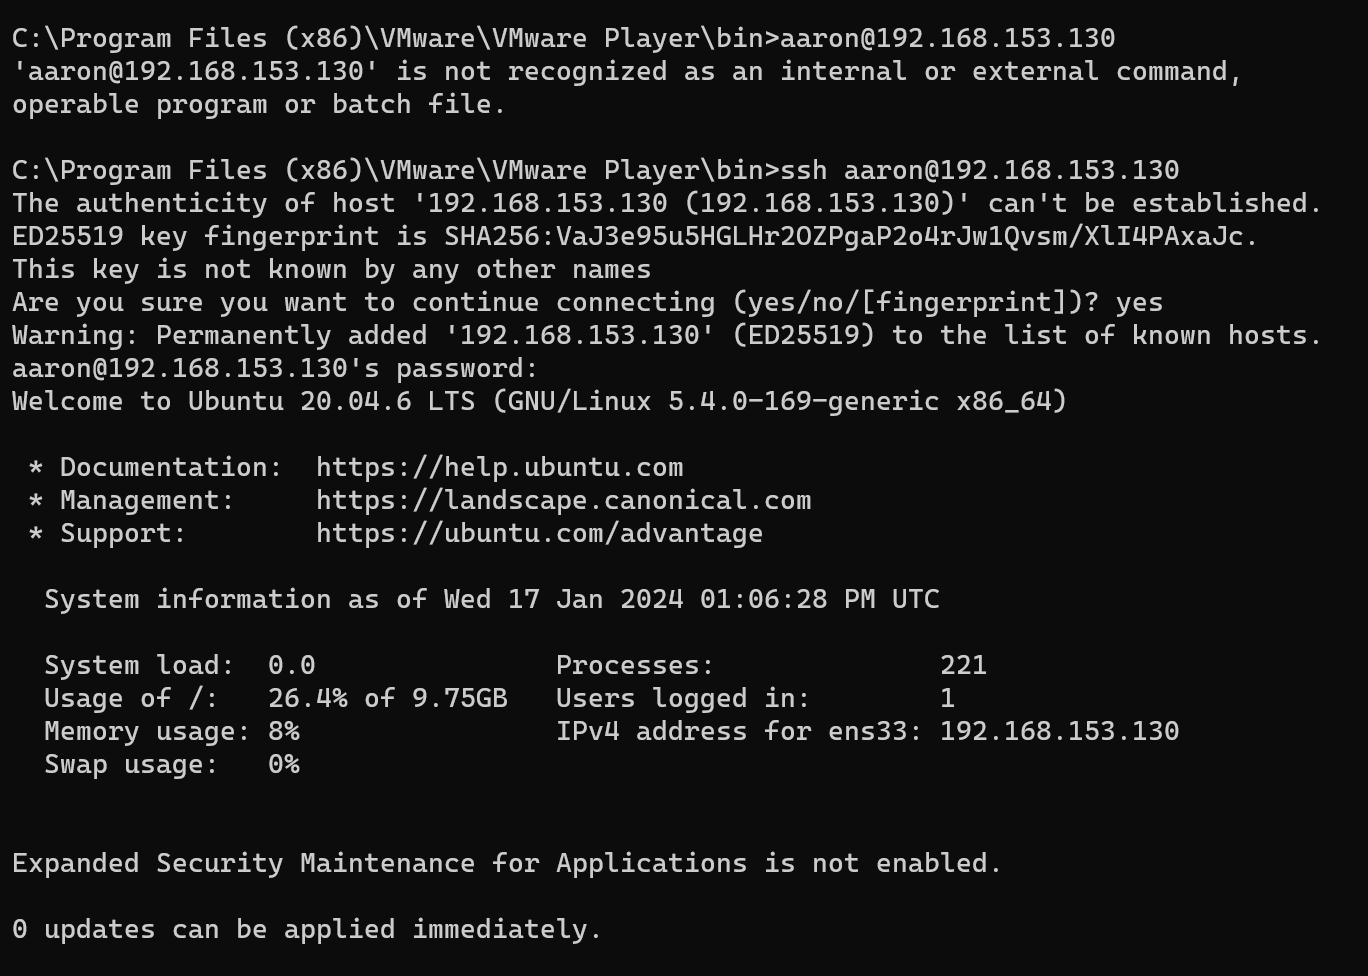 C:\Program Files (x86)\VMware\VMware Player\bin>aaron@192.168.153.130
'aaron@192.168.153.130' is not recognized as an internal or external command,
operable program or batch file.
C:\Program Files (x86)\VMware\VMware Player\bin>ssh aaron@192.168.153.130
The authenticity of host '192.168.153.130 (192.168.153.130)' can't be established.
ED25519 key fingerprint is SHA256:VaJ3e95u5HGLHr2OZPgaP2o4rJw1Qvsm/XlI4PAxaJc.
This key is not known by any other names
Are you sure you want to continue connecting (yes/no/[fingerprint])? yes
Warning: Permanently added '192.168.153.130' (ED25519) to the list of known hosts.
aaron@192.168.153.130's password:
Welcome to Ubuntu 20.04.6 LTS (GNU/Linux 5.4.0-169-generic x86_64)
* Documentation:  https://help.ubuntu.com
* Management:     https://landscape.canonical.com
* Support:        https://ubuntu.com/advantage
System information as of Wed 17 Jan 2024 01:06:28 PM UTC
System load:  0.0               Processes:              221
Usage of /:   26.4% of 9.75GB   Users logged in:        1
Memory usage: 8%                IPv4 address for ens33: 192.168.153.130
Swap usage:   0%
Expanded Security Maintenance for Applications is not enabled.
0 updates can be applied immediately.